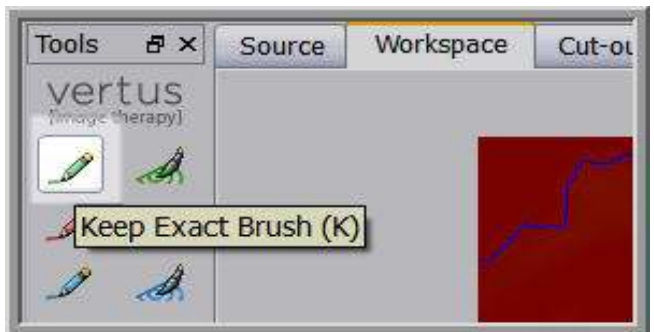 Tools
Source
Workspace
Cut-ou
vertus
[image therapy]
Keep Exact Brush (K)